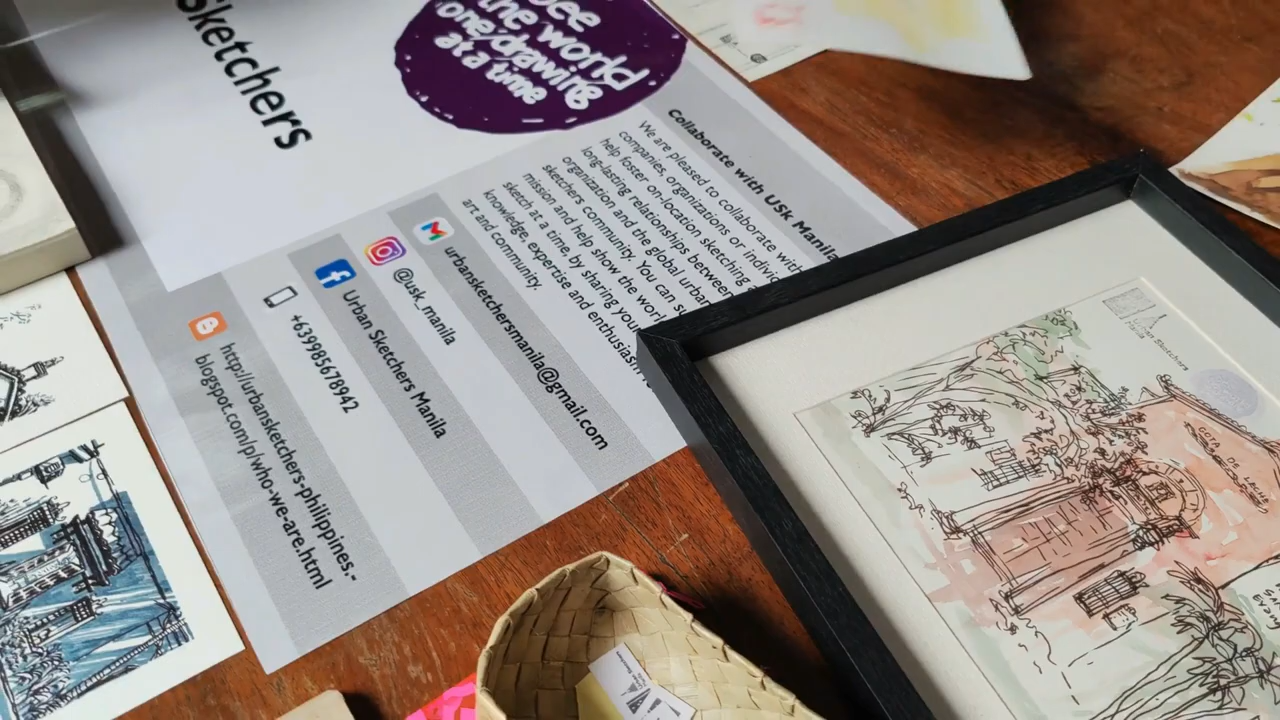 Sketchers
the world
one drawing
at a time
Collaborate with USk Manila
We are pleased to collaborate with
companies, organizations or
help foster on-location sketching
long-lasting relationships between
organization and the global urban
sketchers community. You can
mission and help show the world
sketch at a time, by sharing your
knowledge, expertise and enthusiasm
art and community.
urbansketchersmanila@gmail.com
@usk_manila
Urban Sketchers Manila
+639985678942
http://urbansketchers-philippines.-
blogspot.com/p/who-we-are.html
Sketchers
Manila